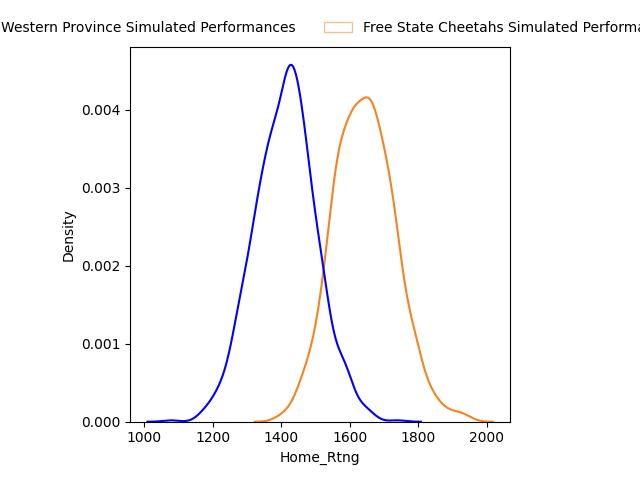 Western Province Simulated Performances
Free State Cheetahs Simulated Performa
0.004
0.003
0.002
0.001
0.000
Density
1000 1200 1400 1600 1800 2000
Home_Rtng